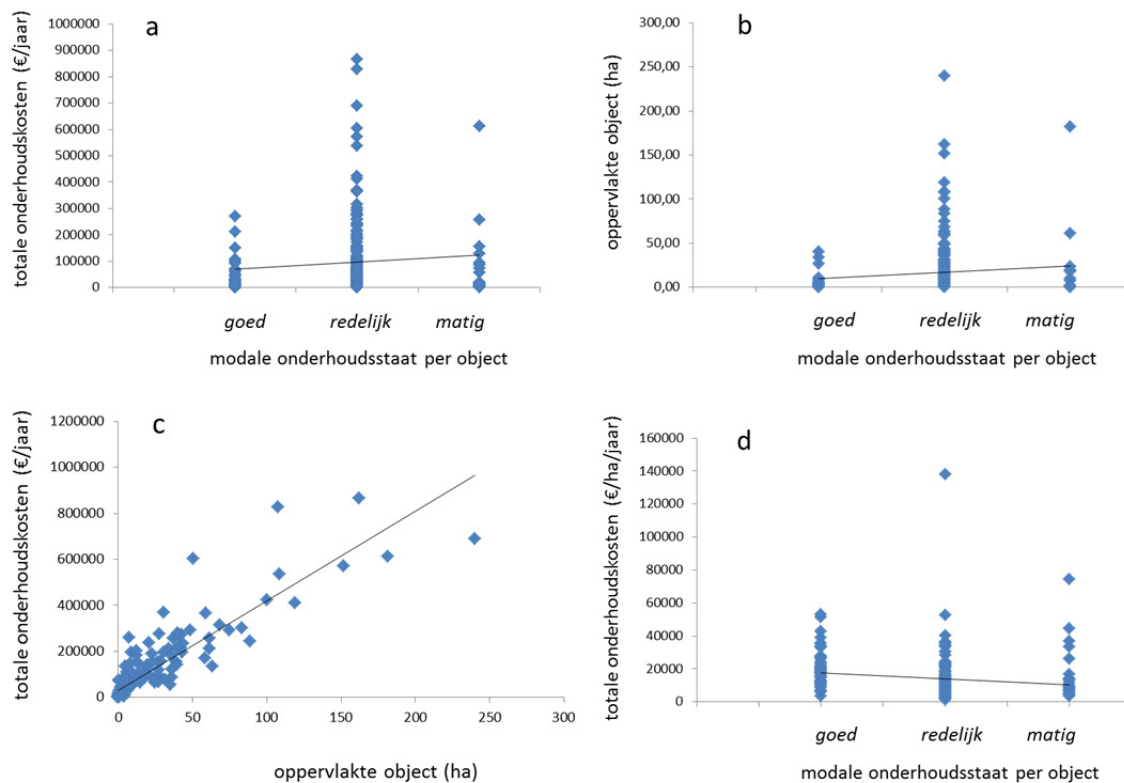 a
totale onderhoudskosten (€/jaar)
1000000
900000
800000
700000
600000
500000
400000
300000
200000
100000
0
goed redelijk matig
modale onderhoudsstaat per object
b
oppervlakte object (ha)
300,00
250,00
200,00
150,00
100,00
50,00
0,00
goed redelijk matig
modale onderhoudsstaat per object
c
totale onderhoudskosten (€/jaar)
1200000
1000000
800000
600000
400000
200000
0
0 50 100 150 200 250 300
oppervlakte object (ha)
d
totale onderhoudskosten (€/ha/jaar)
160000
140000
120000
100000
80000
60000
40000
20000
0
goed redelijk matig
modale onderhoudsstaat per object